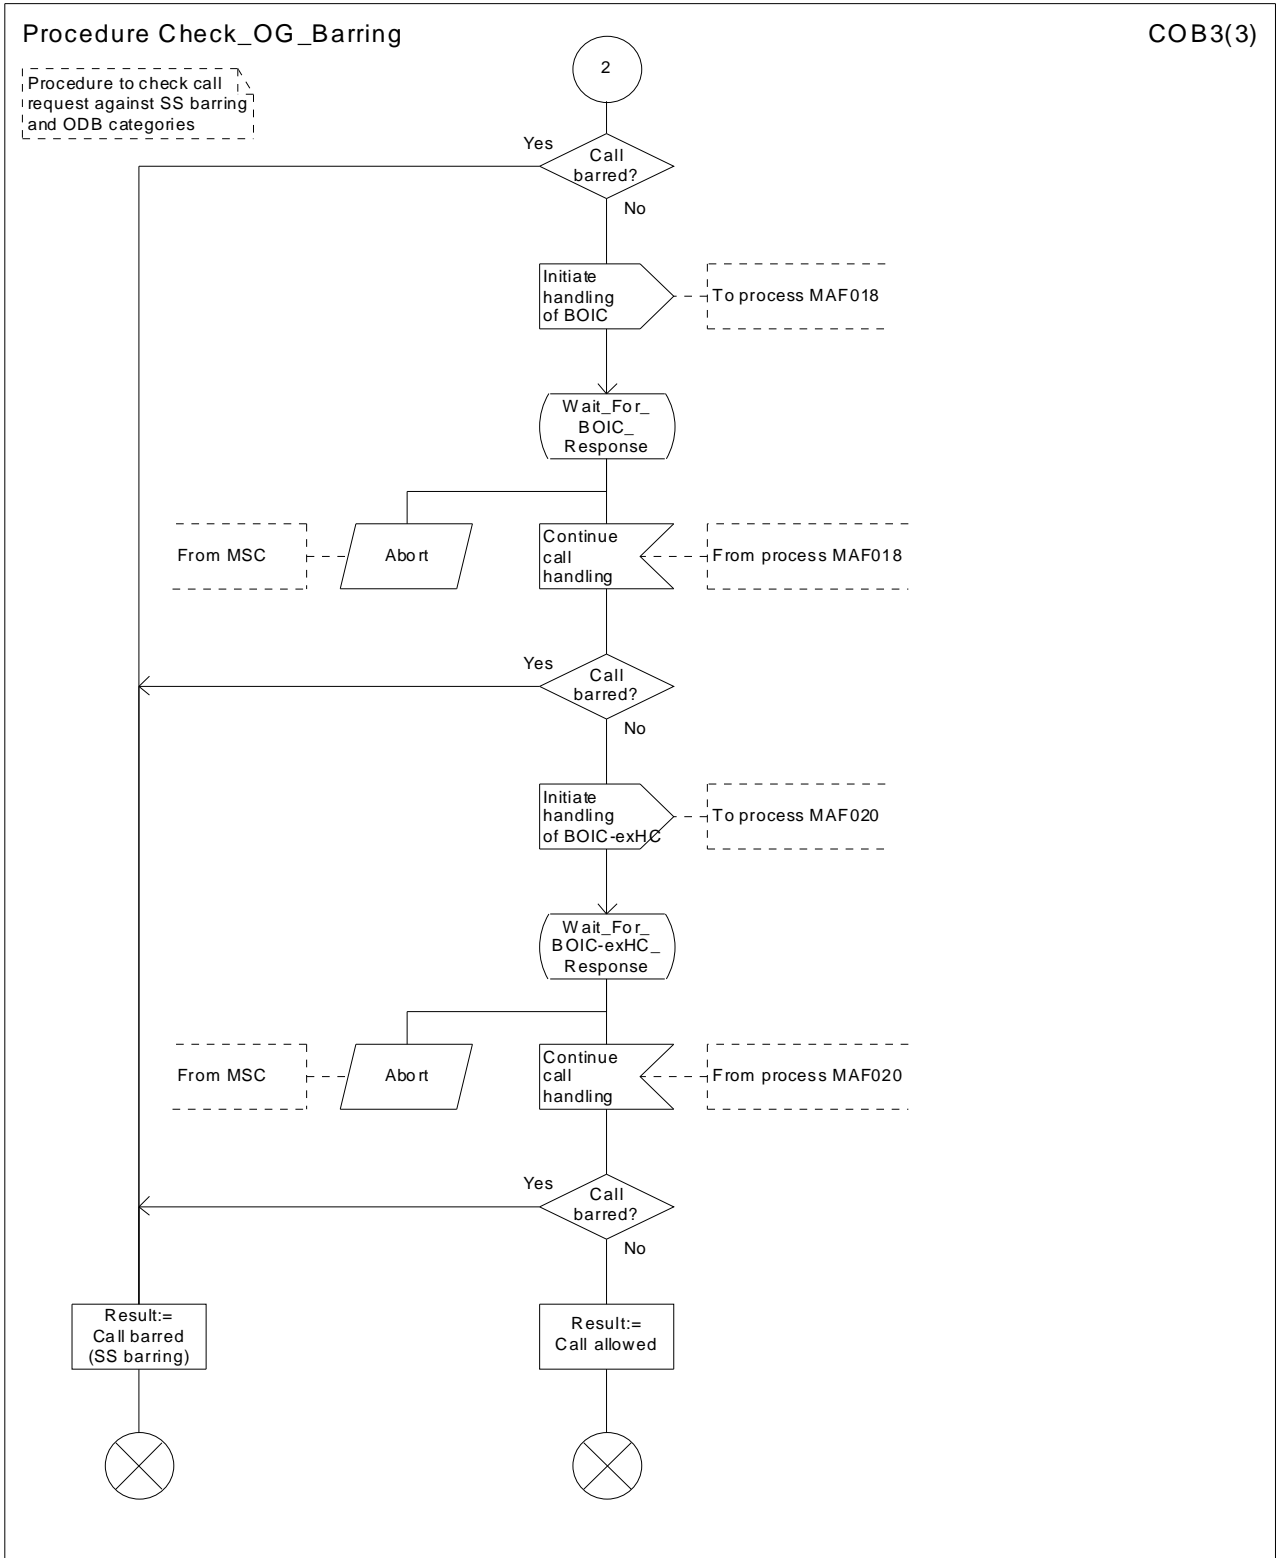 Procedure Check_OG_Barring
COB3(3)
Procedure to check call
request against SS barring
and ODB categories
2
Yes
Call
barred?
No
Initiate
handling
of BOIC
To process MAF018
Wait_For_
BOIC_
Response
From MSC
Abort
Continue
call
handling
From process MAF018
Yes
Call
barred?
No
Initiate
handling
of BOIC-exHC
To process MAF020
Wait_For_
BOIC-exHC_
Response
From MSC
Abort
Continue
call
handling
From process MAF020
Yes
Call
barred?
No
Result:=
Call barred
(SS barring)
Result:=
Call allowed